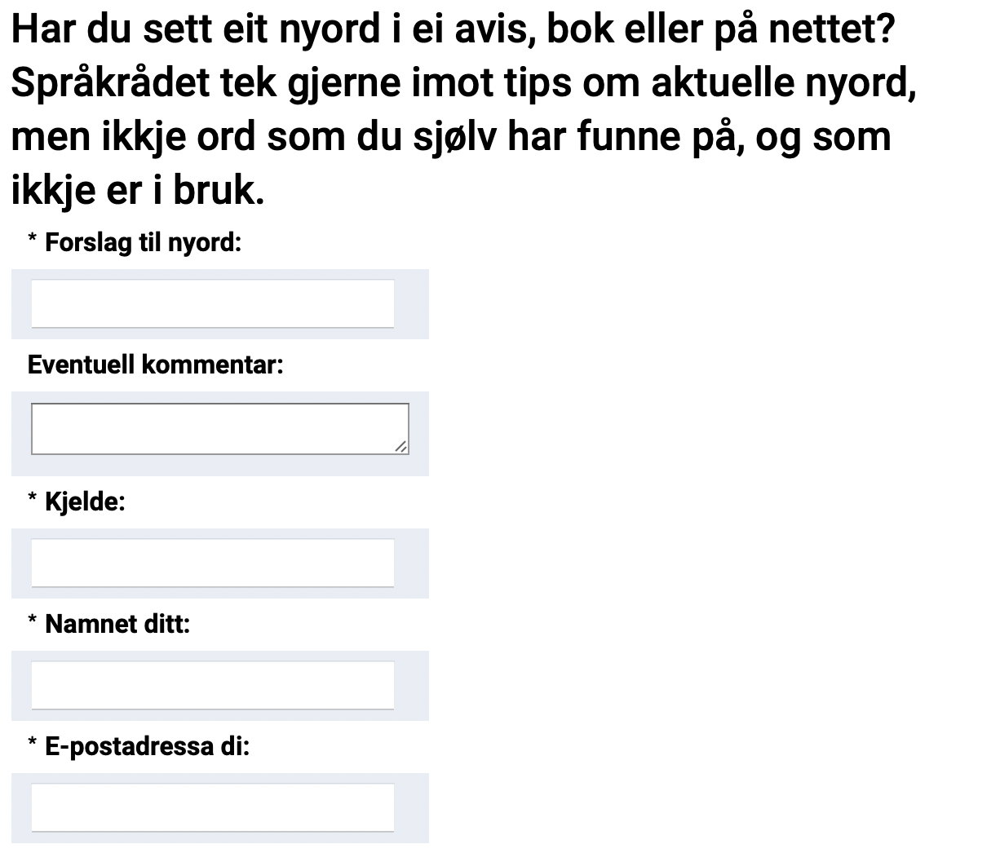 Har du sett eit nyord i ei avis, bok eller på nettet?
Språkrådet tek gjerne imot tips om aktuelle nyord,
men ikkje ord som du sjølv har funne på, og som
ikkje er i bruk.
* Forslag til nyord:
Eventuell kommentar:
* Kjelde:
* Namnet ditt:
* E-postadressa di: